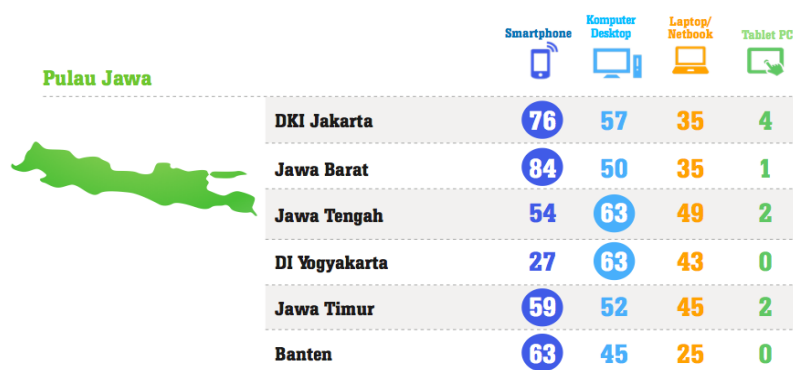 Smartphone Komputer Desktop Laptop/ Netbook Tablet PC
Pulau Jawa
DKI Jakarta 76 57 35 4
Jawa Barat 84 50 35 1
Jawa Tengah 54 63 49 2
DI Yogyakarta 27 63 43 0
Jawa Timur 59 52 45 2
Banten 63 45 25 0